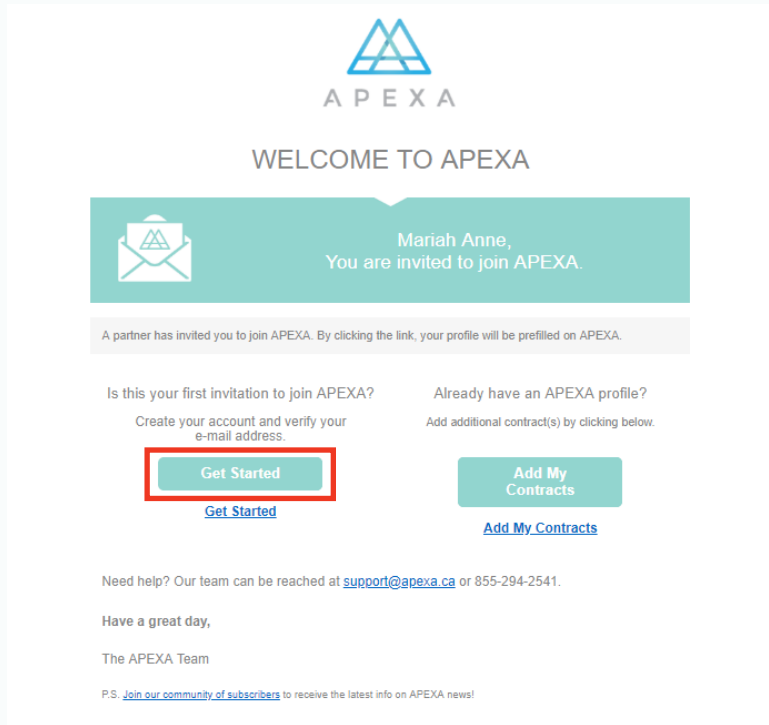 APEXA
WELCOME TO APEXA
Mariah Anne,
You are invited to join APEXA.
A partner has invited you to join APEXA. By clicking the link, your profile will be prefilled on APEXA.
Is this your first invitation to join APEXA?
Create your account and verify your
e-mail address.
Get Started
Get Started
Already have an APEXA profile?
Add additional contract(s) by clicking below.
Add My
Contracts
Add My Contracts
Need help? Our team can be reached at support@apexa.ca or 855-294-2541.
Have a great day,
The APEXA Team
P.S. Join our community of subscribers to receive the latest info on APEXA news!